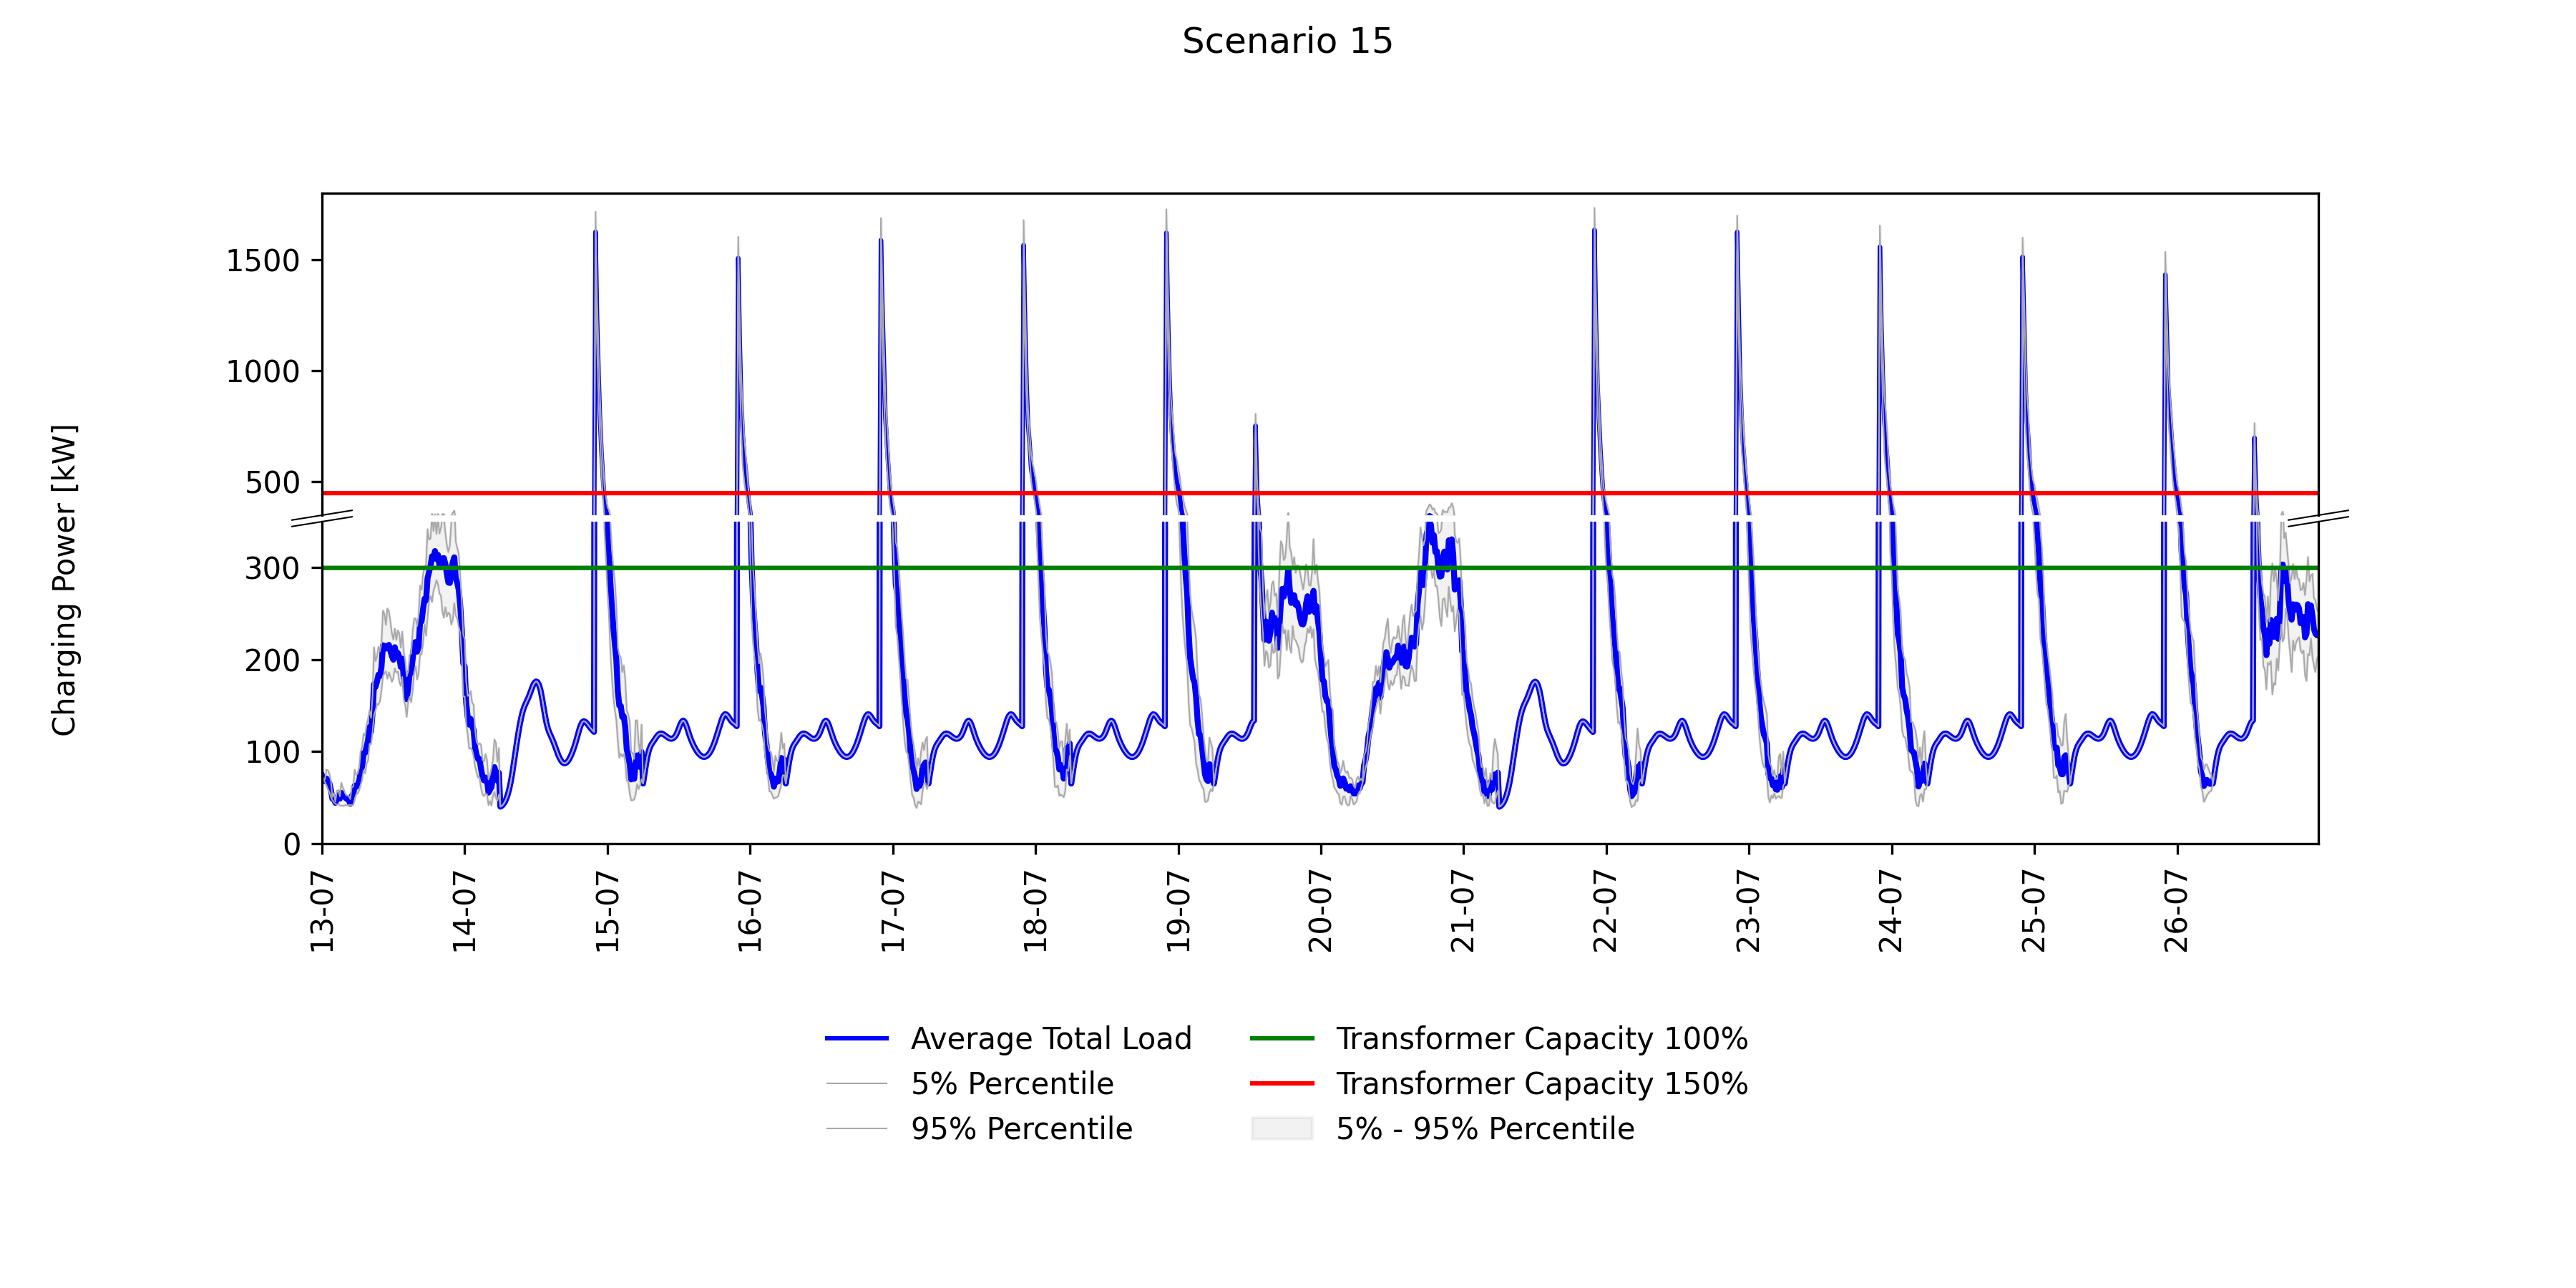 Scenario 15
Charging Power [kW]
1500
1000
500
300
200
100
0
13-07
14-07
15-07
16-07
17-07
18-07
19-07
20-07
21-07
22-07
23-07
24-07
25-07
26-07
Average Total Load
5% Percentile
95% Percentile
Transformer Capacity 100%
Transformer Capacity 150%
5% - 95% Percentile